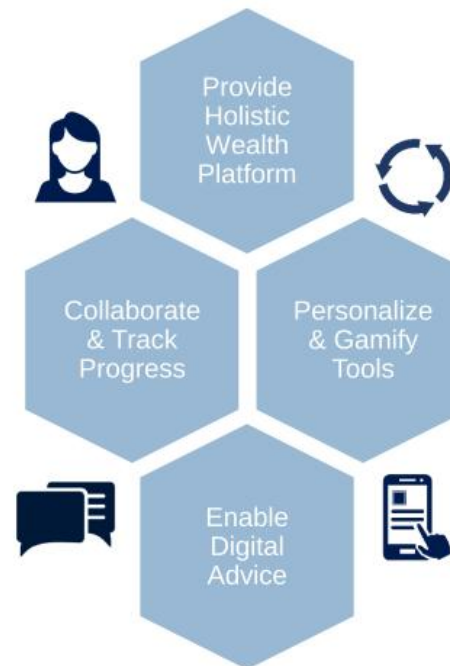 Provide
Holistic
Wealth
Platform
Collaborate
& Track
Progress
Personalize
& Gamify
Tools
Enable
Digital
Advice